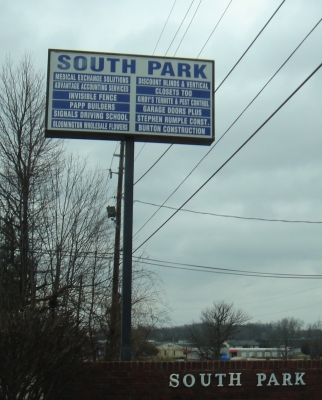 SOUTH PARK
MEDICAL EXCHANGE SOLUTIONS
ADVANTAGE ACCOUNTING SERVICES
INVISIBLE FENCE
PAPP BUILDERS
SIGNALS DRIVING SCHOOL
BLOOMINGTON WHOLESALE FLOWERS
DISCOUNT BLINDS & VERTICAL
CLOSETS TOO
KIRBY'S TERMITE & PEST CONTROL
GARAGE DOORS PLUS
STEPHEN RUMPLE CONST.
BURTON CONSTRUCTION
SOUTH PARK